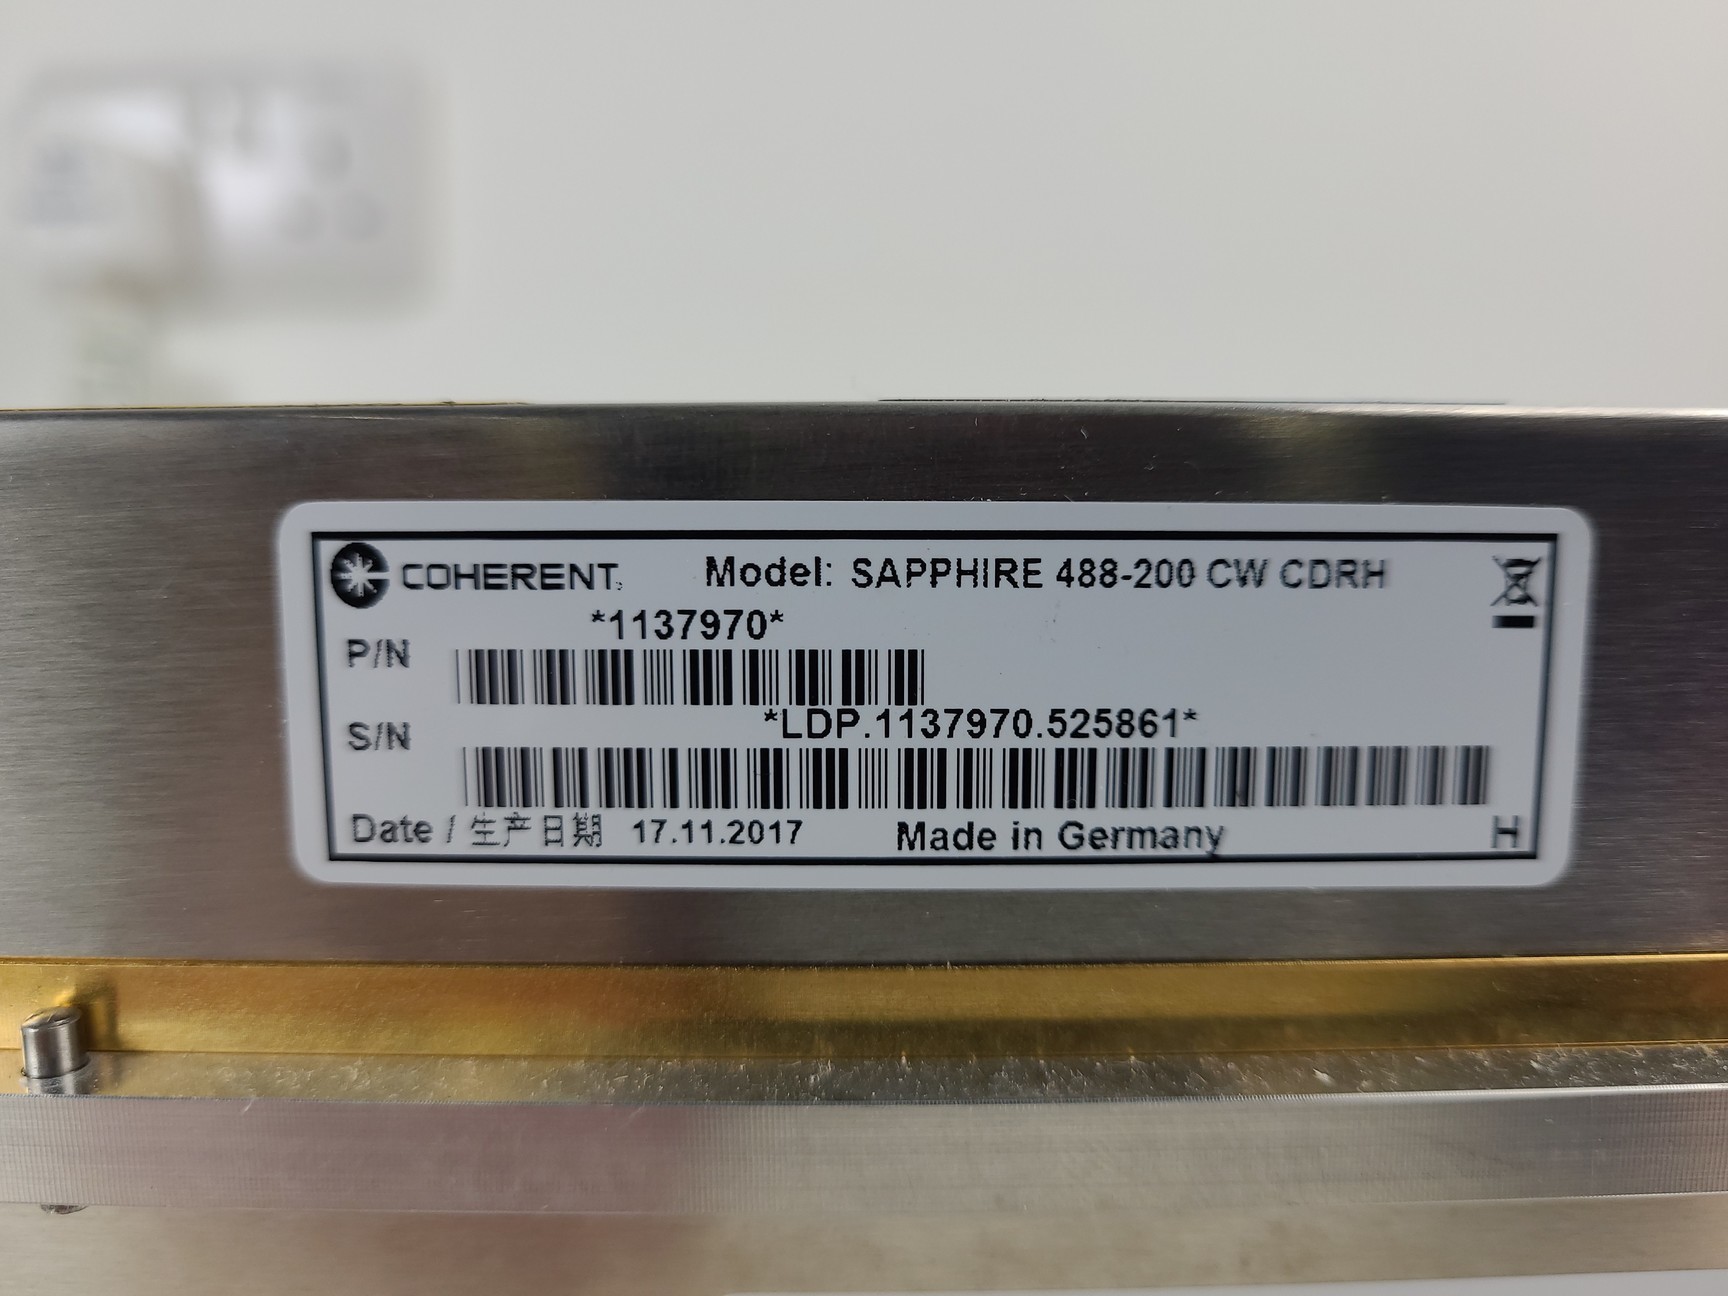 COHERENT Model: SAPPHIRE 488-200 CW CDRH
*1137970*
P/N
*LDP.1137970.525861*
S/N
Date / 生产日期 17.11.2017 Made in Germany H